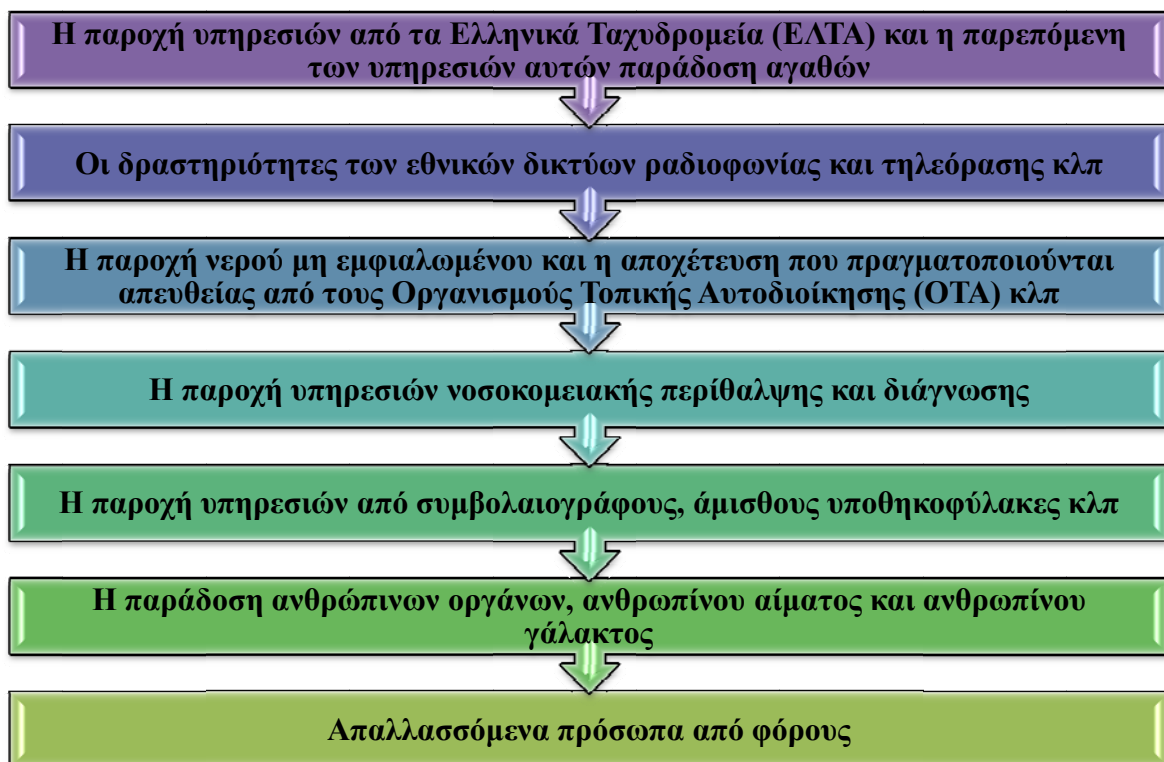 Η παροχή υπηρεσιών από τα Ελληνικά Ταχυδρομεία (ΕΛΤΑ) και η παρεπόμενη
των υπηρεσιών αυτών παράδοση αγαθών
Οι δραστηριότητες των εθνικών δικτύων ραδιοφωνίας και τηλεόρασης κλπ
Η παροχή νερού μη εμφιαλωμένου και η αποχέτευση που πραγματοποιούνται
απευθείας από τους Οργανισμούς Τοπικής Αυτοδιοίκησης (ΟΤΑ) κλπ
Η παροχή υπηρεσιών νοσοκομειακής περίθαλψης και διάγνωσης
Η παροχή υπηρεσιών από συμβολαιογράφους, άμισθους υποθηκοφύλακες κλπ
Η παράδοση ανθρώπινων οργάνων, ανθρωπίνου αίματος και ανθρωπίνου
γάλακτος
Απαλλασσόμενα πρόσωπα από φόρους